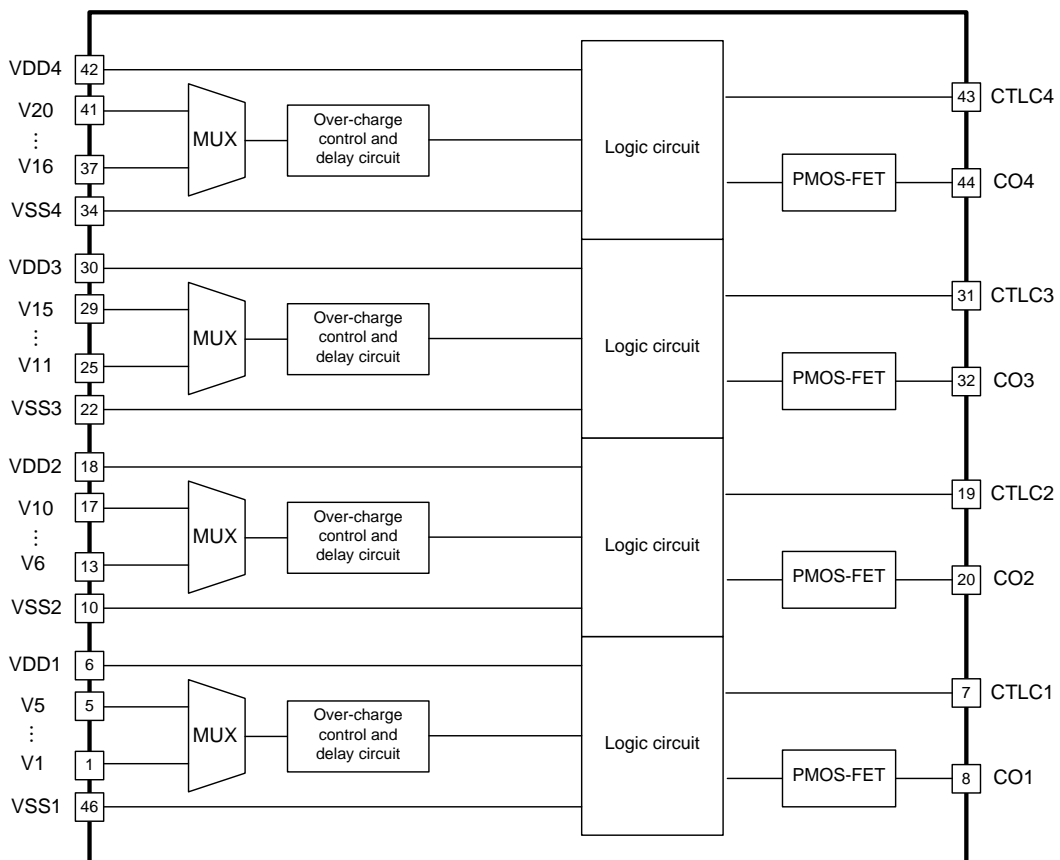 VDD4 42
V20 41
⋮
V16 37
VSS4 34
MUX
Over-charge
control and
delay circuit
Logic circuit
PMOS-FET
43 CTLC4
44 CO4
VDD3 30
V15 29
⋮
V11 25
VSS3 22
MUX
Over-charge
control and
delay circuit
Logic circuit
PMOS-FET
31 CTLC3
32 CO3
VDD2 18
V10 17
⋮
V6 13
VSS2 10
MUX
Over-charge
control and
delay circuit
Logic circuit
PMOS-FET
19 CTLC2
20 CO2
VDD1 6
V5 5
⋮
V1 1
VSS1 46
MUX
Over-charge
control and
delay circuit
Logic circuit
PMOS-FET
7 CTLC1
8 CO1